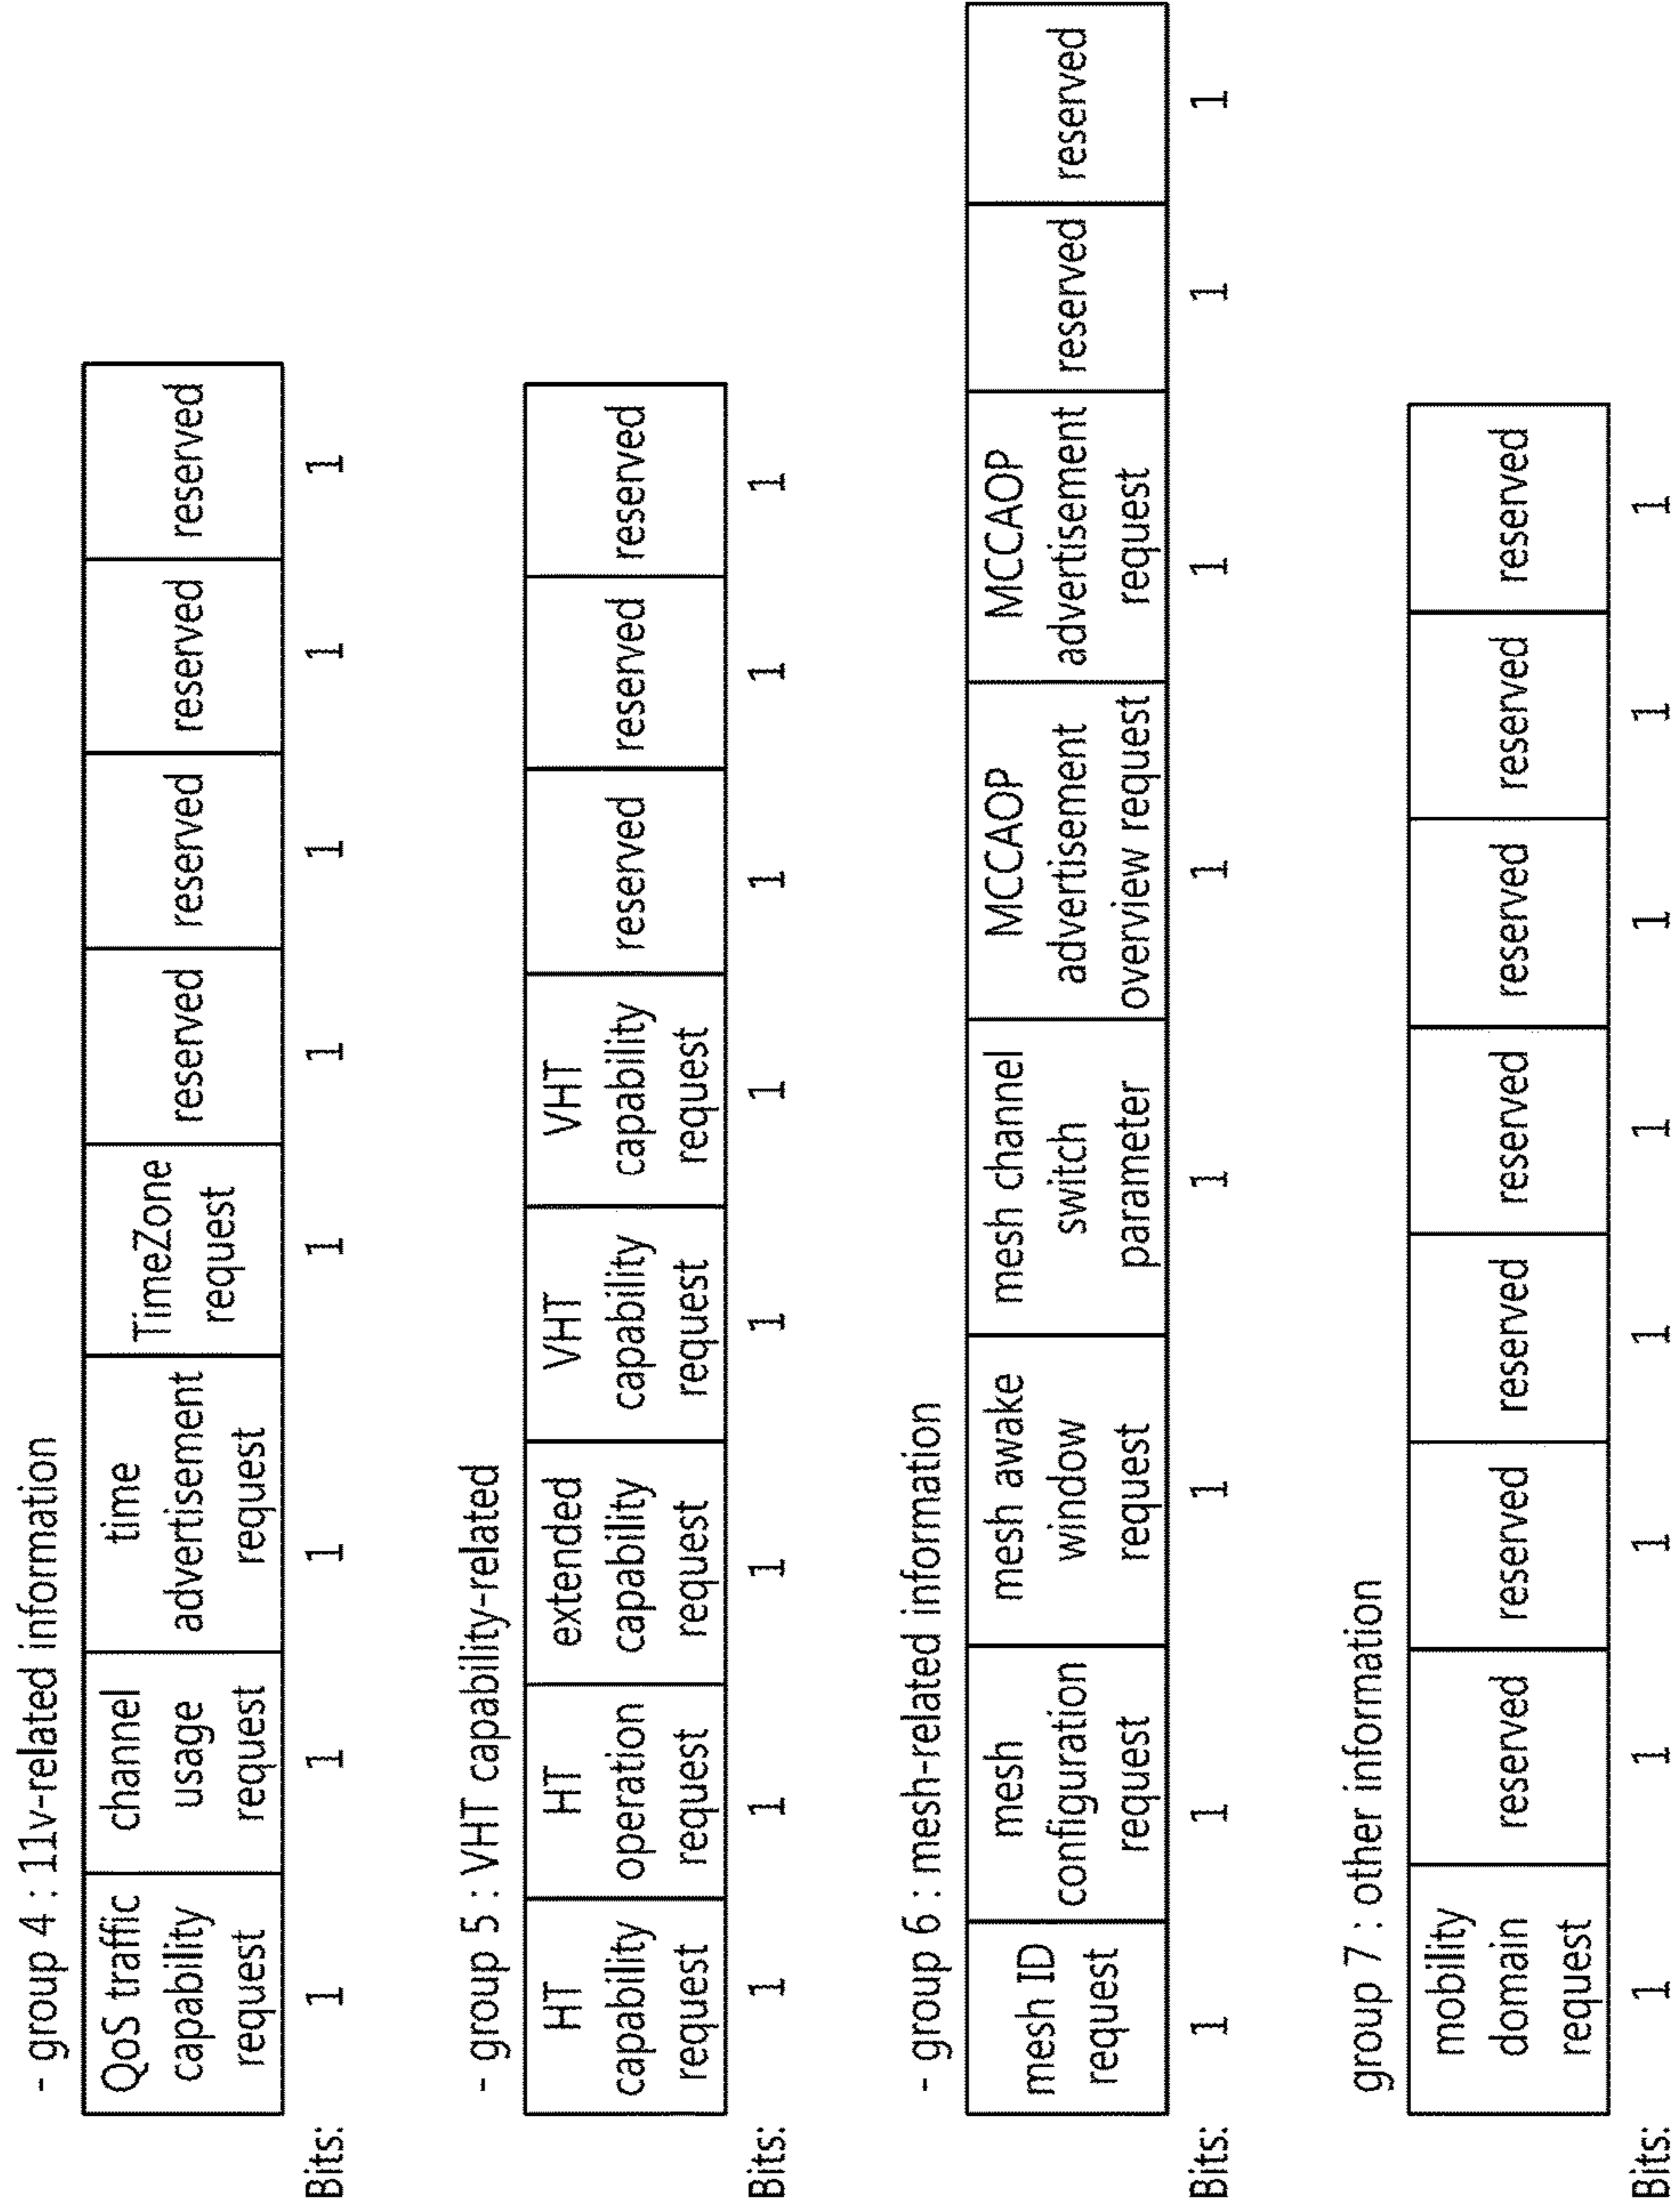 - group 4 : 11v-related information
QoS traffic
capability
request
channel
usage
request
time
advertisement
request
TimeZone
request
reserved
reserved
reserved
reserved
Bits: 1 1 1 1 1 1 1 1
- group 5 : VHT capability-related
HT
capability
request
HT
operation
request
extended
capability
request
VHT
capability
request
VHT
capability
request
reserved
reserved
reserved
Bits: 1 1 1 1 1 1 1 1
- group 6 : mesh-related information
mesh ID
request
mesh
configuration
request
mesh awake
window
request
mesh channel
switch
parameter
MCCAOP
advertisement
overview request
MCCAOP
advertisement
request
reserved
reserved
Bits: 1 1 1 1 1 1 1 1
group 7 : other information
mobility
domain
request
reserved
reserved
reserved
reserved
reserved
reserved
reserved
Bits: 1 1 1 1 1 1 1 1